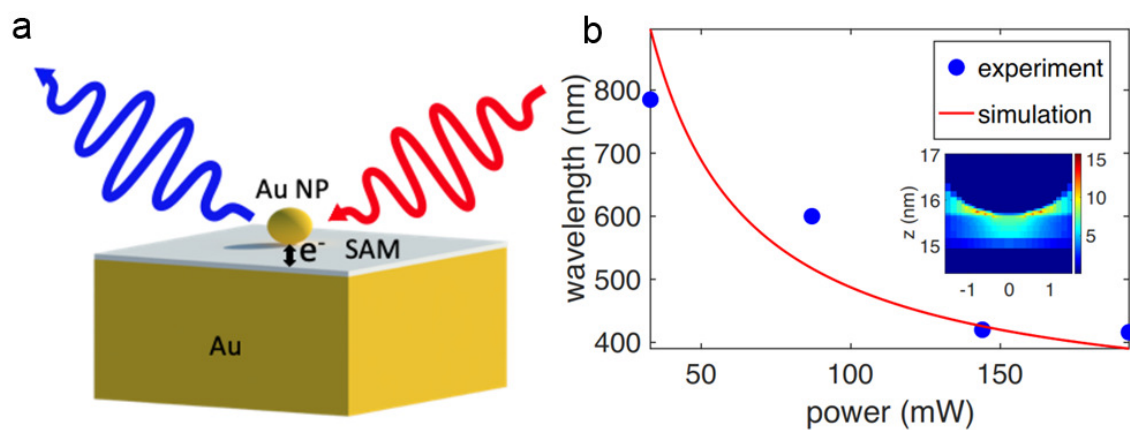 a
Au NP
SAM
e-
Au
b
wavelength (nm)
800
700
600
500
400
50
100
150
power (mW)
experiment
simulation
17
16
15
z (nm)
-1
0
1
15
10
5